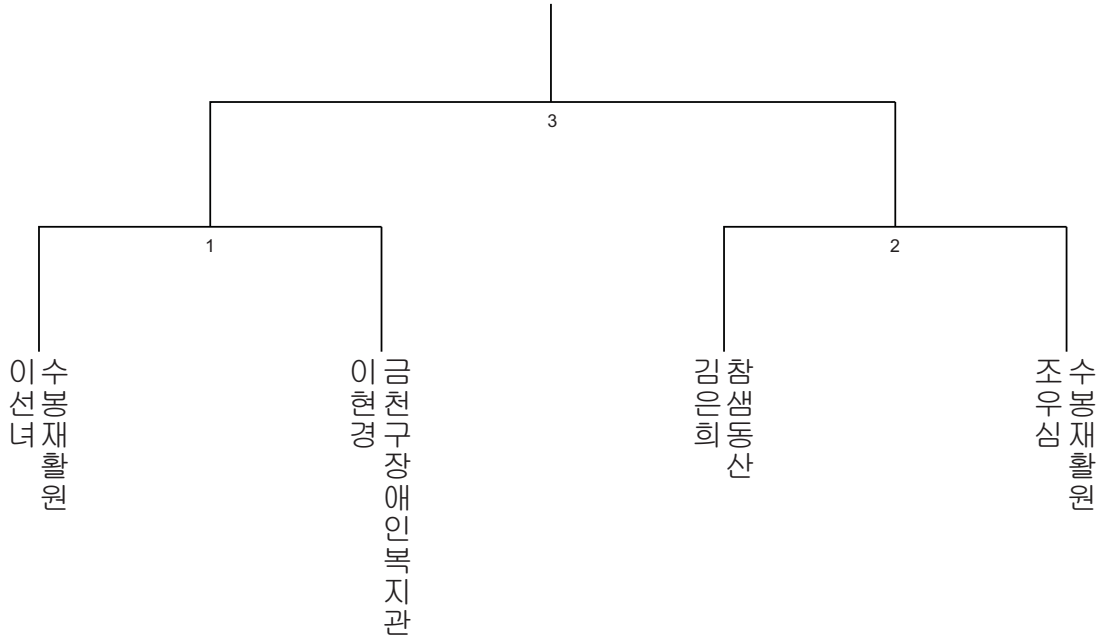 3
1
2
수봉재활원
이선녀
금천구장애인복지관
이현경
참샘동산
김은희
수봉재활원
조우심